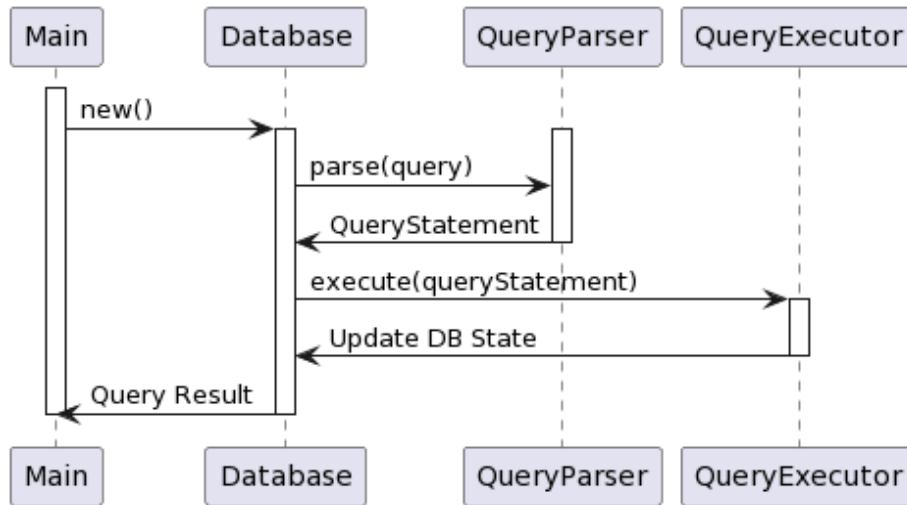 Main Database QueryParser QueryExecutor
new()
parse(query)
QueryStatement
execute(queryStatement)
Update DB State
Query Result
Main Database QueryParser QueryExecutor